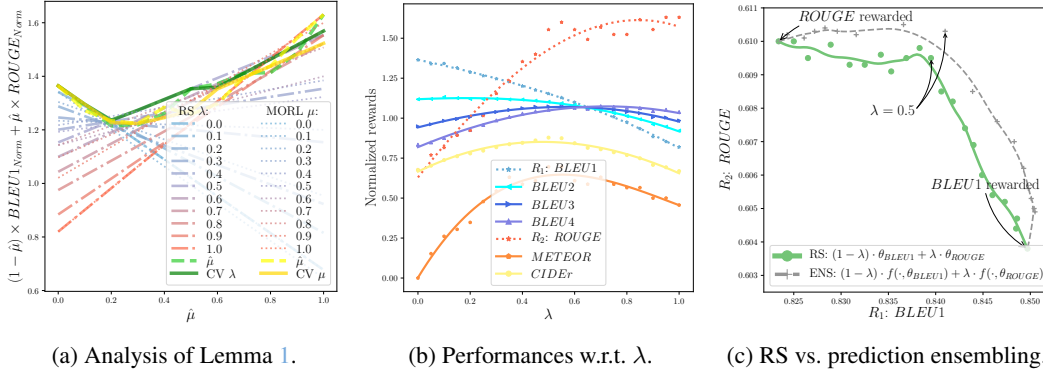 (1 − μ̂) × BLEU1_Norm + μ̂ × ROUGE_Norm
1.6
1.4
1.2
1.0
0.8
0.6
RS λ: MORL μ:
0.0 0.0
0.1 0.1
0.2 0.2
0.3 0.3
0.4 0.4
0.5 0.5
0.6 0.6
0.7 0.7
0.8 0.8
0.9 0.9
1.0 1.0
μ̂ μ̂
CV λ CV μ
0.0 0.2 0.4 0.6 0.8 1.0
μ̂
(a) Analysis of Lemma 1.
Normalized rewards
1.50
1.25
1.00
0.75
0.50
0.25
0.00
R₁: BLEU1
BLEU2
BLEU3
BLEU4
R₂: ROUGE
METEOR
CIDEr
0.0 0.2 0.4 0.6 0.8 1.0
λ
(b) Performances w.r.t. λ.
R₂: ROUGE
0.611
0.610
0.609
0.608
0.607
0.606
0.605
0.604
0.603
ROUGE rewarded
λ = 0.5
BLEU1 rewarded
RS: (1−λ) · θ_BLEU1 + λ · θ_ROUGE
ENS: (1−λ) · f(·, θ_BLEU1) + λ · f(·, θ_ROUGE)
0.825 0.830 0.835 0.840 0.845 0.850
R₁: BLEU1
(c) RS vs. prediction ensembling.